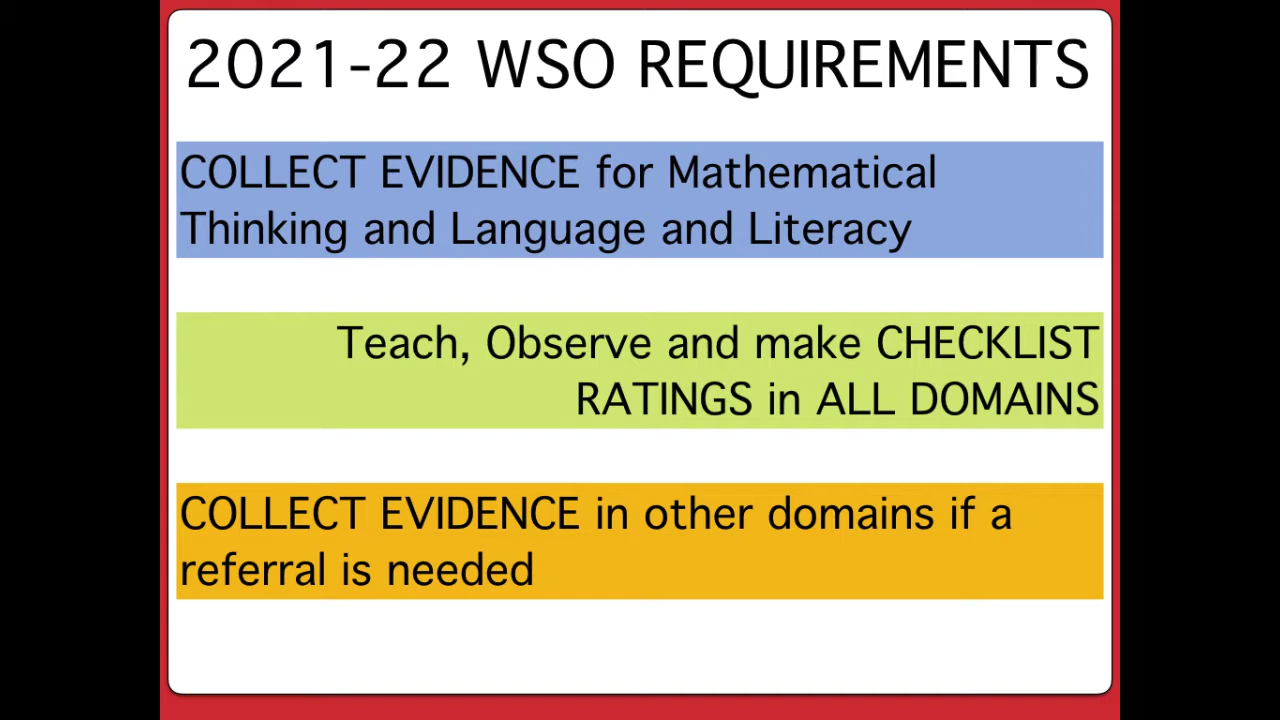 2021-22 WSO REQUIREMENTS
COLLECT EVIDENCE for Mathematical
Thinking and Language and Literacy
Teach, Observe and make CHECKLIST
RATINGS in ALL DOMAINS
COLLECT EVIDENCE in other domains if a
referral is needed